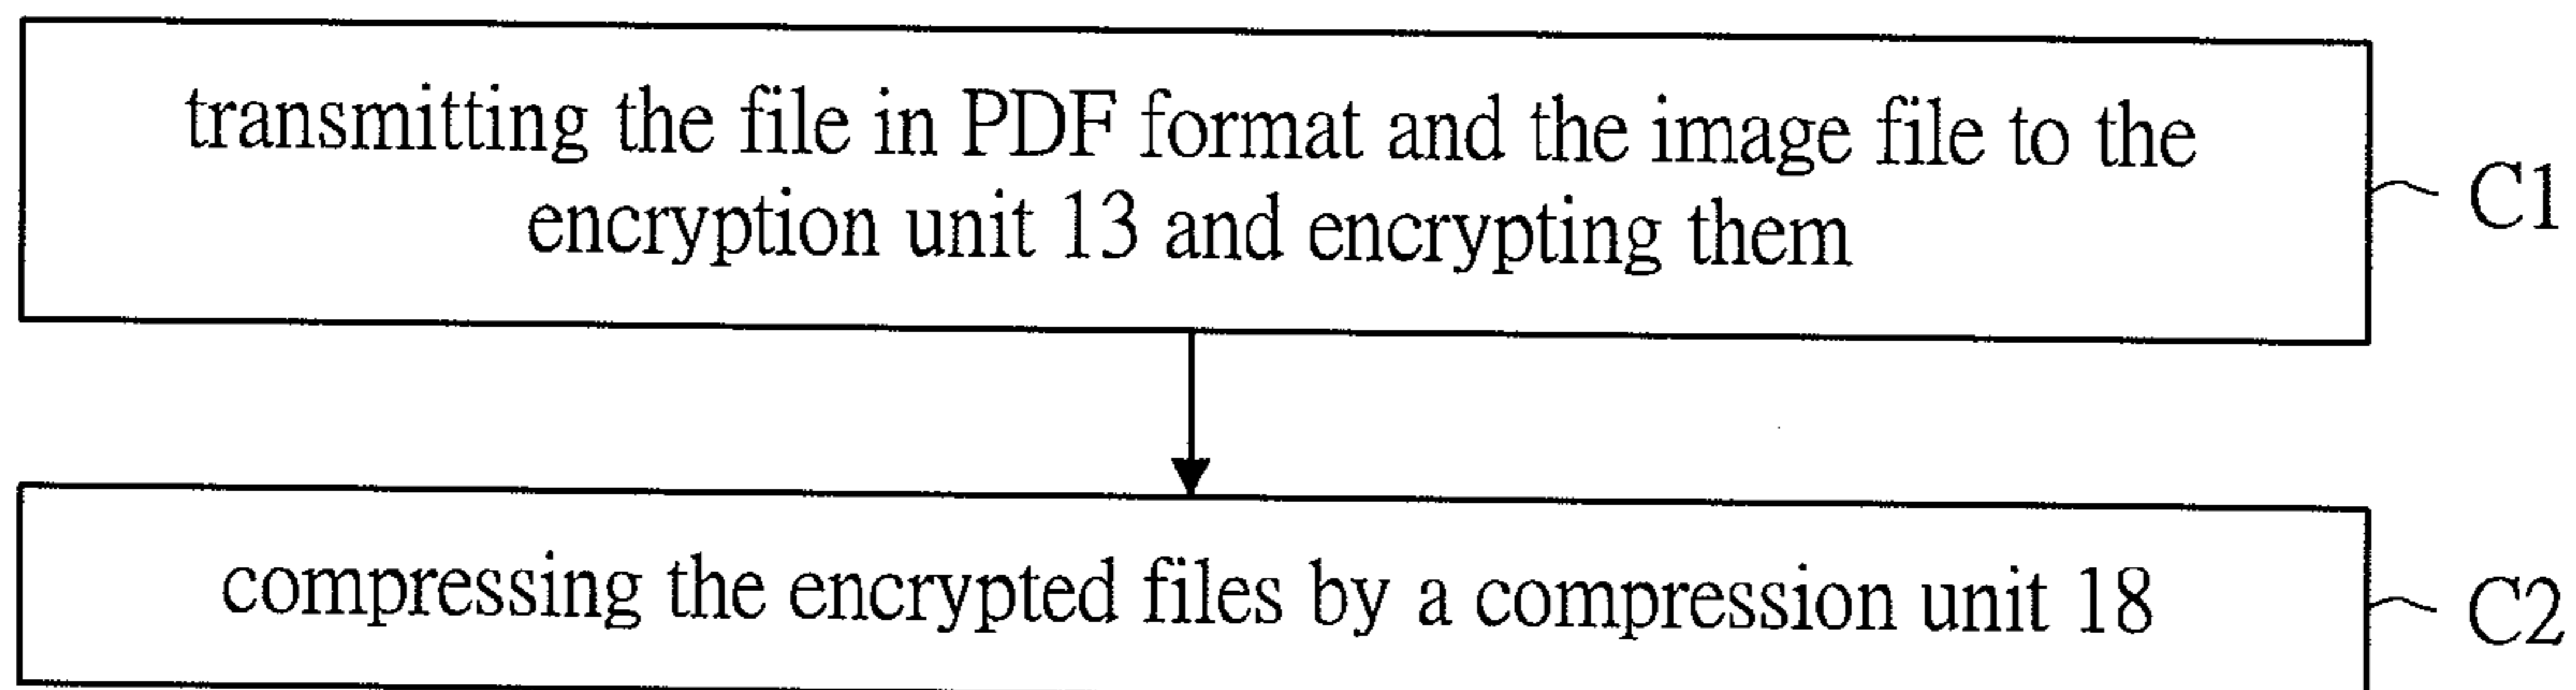 transmitting the file in PDF format and the image file to the
encryption unit 13 and encrypting them
C1
compressing the encrypted files by a compression unit 18
C2